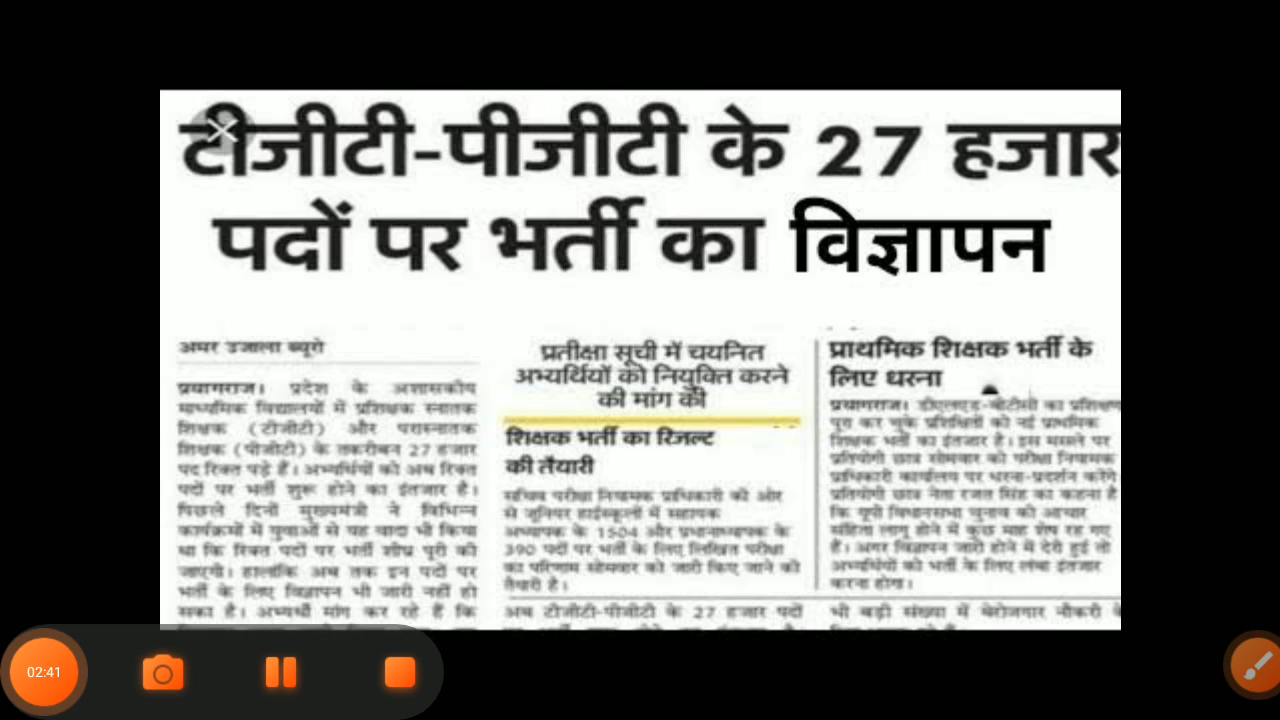 टीजीटी-पीजीटी के 27 हजार
पदों पर भर्ती का विज्ञापन
अमर उजाला ब्यूरो
प्रयागराज। प्रदेश के अशासकीय
माध्यमिक विद्यालयों में प्रशिक्षक स्नातक
शिक्षक (टीजीटी) और परास्नातक
शिक्षक (पीजीटी) के तकरीबन 27 हजार
पद रिक्त पड़े हैं। अभ्यर्थियों को अब रिक्त
पदों पर भर्ती शुरू होने का इंतजार है।
पिछले दिनों मुख्यमंत्री ने विभिन्न
कार्यक्रमों में युवाओं से यह वादा भी किया
था कि रिक्त पदों पर भर्ती शीघ्र पूरी की
जाएगी। हालांकि अब तक इन पदों पर
भर्ती के लिए विज्ञापन भी जारी नहीं हो
सका है। अभ्यर्थी मांग कर रहे हैं कि
प्रतीक्षा सूची में चयनित
अभ्यर्थियों को नियुक्ति करने
की मांग की
शिक्षक भर्ती का रिजल्ट
की तैयारी
सचिव परीक्षा नियामक प्राधिकारी की ओर
से जूनियर हाईस्कूलों में सहायक
अध्यापक के 1504 और प्रधानाध्यापक के
390 पदों पर भर्ती के लिए लिखित परीक्षा
का परिणाम सोमवार को जारी किए जाने की
तैयारी है।
अब टीजीटी-पीजीटी के 27 हजार पदों
प्राथमिक शिक्षक भर्ती के
लिए धरना
प्रयागराज। डीएलएड-बीटीसी का प्रशिक्षण
पूरा कर चुके प्रशिक्षितों को नई प्राथमिक
शिक्षक भर्ती का इंतजार है। इस मसले पर
प्रतियोगी छात्र सोमवार को परीक्षा नियामक
प्राधिकारी कार्यालय पर धरना-प्रदर्शन करेंगे
प्रतियोगी छात्र नेता रजत सिंह का कहना है
कि यूपी विधानसभा चुनाव की आचार
संहिता लागू होने में कुछ माह शेष रह गए
हैं। अगर विज्ञापन जारी होने में देरी हुई तो
अभ्यर्थियों को भर्ती के लिए लंबा इंतजार
करना होगा।
भी बड़ी संख्या में बेरोजगार नौकरी के
02:41